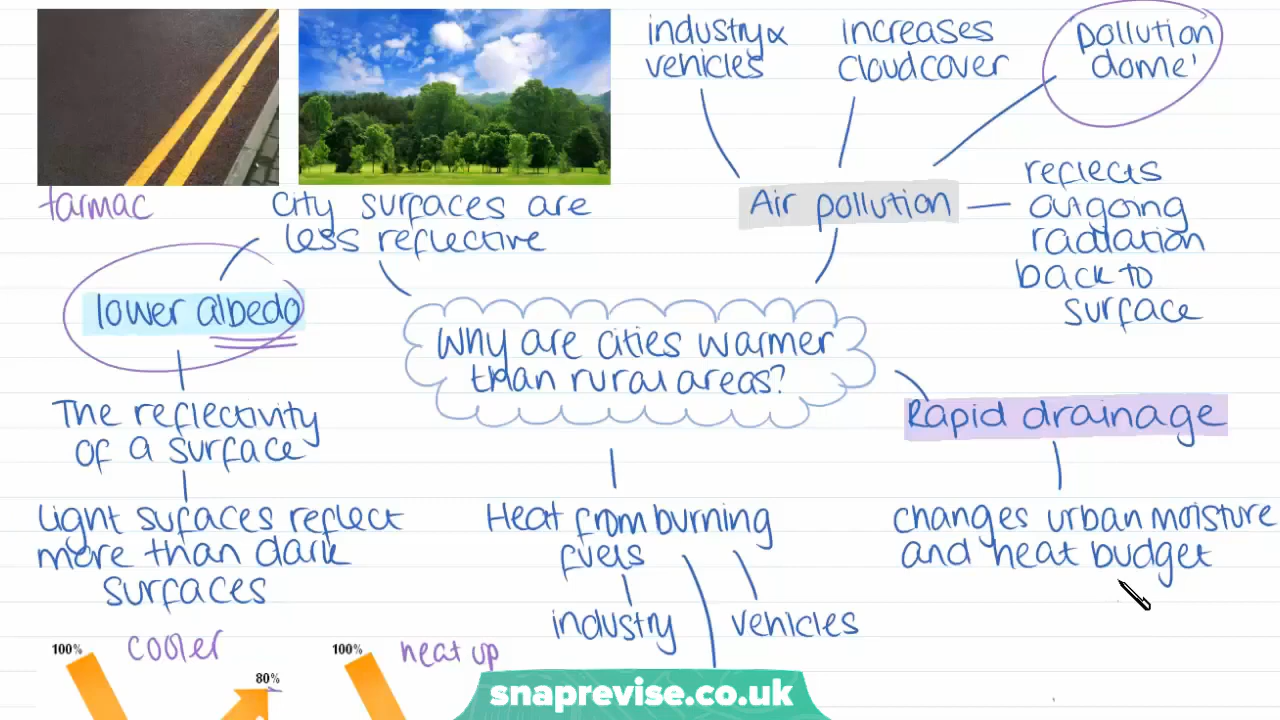 industry &
vehicles
increases
cloud cover
pollution
dome'
Air pollution
reflects
outgoing
radiation
back to
surface
tarmac
city surfaces are
less reflective
lower albedo
Why are cities warmer
than rural areas?
The reflectivity
of a surface
Rapid drainage
Light sufaces reflect
more than dark
surfaces
Heat from burning
fuels
industry
vehicles
changes urban moisture
and heat budget
100%
cooler
80%
100%
heat up
snaprevise.co.uk